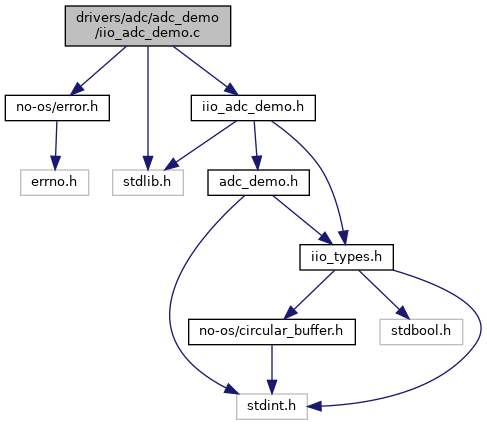 drivers/adc/adc_demo
/iio_adc_demo.c
no-os/error.h
iio_adc_demo.h
errno.h
stdlib.h
adc_demo.h
iio_types.h
no-os/circular_buffer.h
stdbool.h
stdint.h